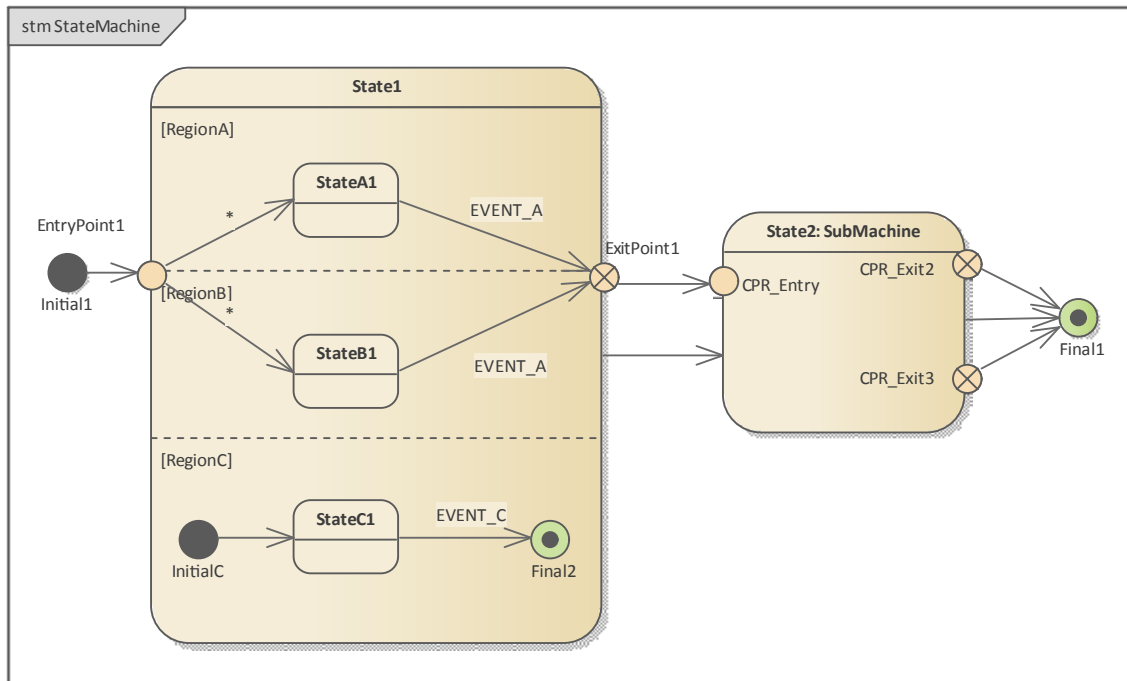 stm StateMachine
State1
[RegionA]
StateA1
EVENT_A
*
EntryPoint1
Initial1
ExitPoint1
[RegionB]
*
StateB1
EVENT_A
State2: SubMachine
CPR_Exit2
CPR_Entry
CPR_Exit3
Final1
[RegionC]
StateC1
EVENT_C
InitialC
Final2